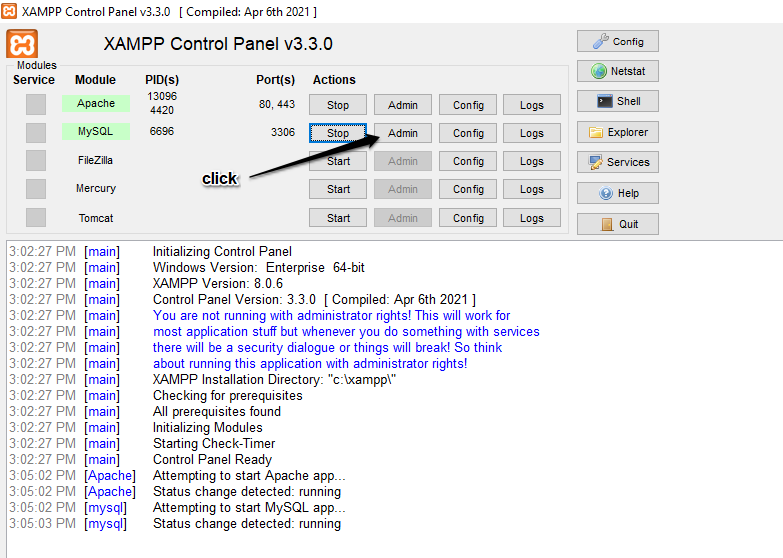 XAMPP Control Panel v3.3.0   [ Compiled: Apr 6th 2021 ]
XAMPP Control Panel v3.3.0
Config
Modules
Service Module PID(s) Port(s) Actions
Netstat
Apache 13096 4420 80, 443 Stop Admin Config Logs
Shell
MySQL 6696 3306 Stop Admin Config Logs
Explorer
FileZilla Start Admin Config Logs
Services
click
Mercury Start Admin Config Logs
Help
Tomcat Start Admin Config Logs
Quit
3:02:27 PM [main] Initializing Control Panel
3:02:27 PM [main] Windows Version: Enterprise 64-bit
3:02:27 PM [main] XAMPP Version: 8.0.6
3:02:27 PM [main] Control Panel Version: 3.3.0 [ Compiled: Apr 6th 2021 ]
3:02:27 PM [main] You are not running with administrator rights! This will work for
3:02:27 PM [main] most application stuff but whenever you do something with services
3:02:27 PM [main] there will be a security dialogue or things will break! So think
3:02:27 PM [main] about running this application with administrator rights!
3:02:27 PM [main] XAMPP Installation Directory: "c:\xampp\"
3:02:27 PM [main] Checking for prerequisites
3:02:27 PM [main] All prerequisites found
3:02:27 PM [main] Initializing Modules
3:02:27 PM [main] Starting Check-Timer
3:02:27 PM [main] Control Panel Ready
3:05:02 PM [Apache] Attempting to start Apache app...
3:05:02 PM [Apache] Status change detected: running
3:05:02 PM [mysql] Attempting to start MySQL app...
3:05:03 PM [mysql] Status change detected: running